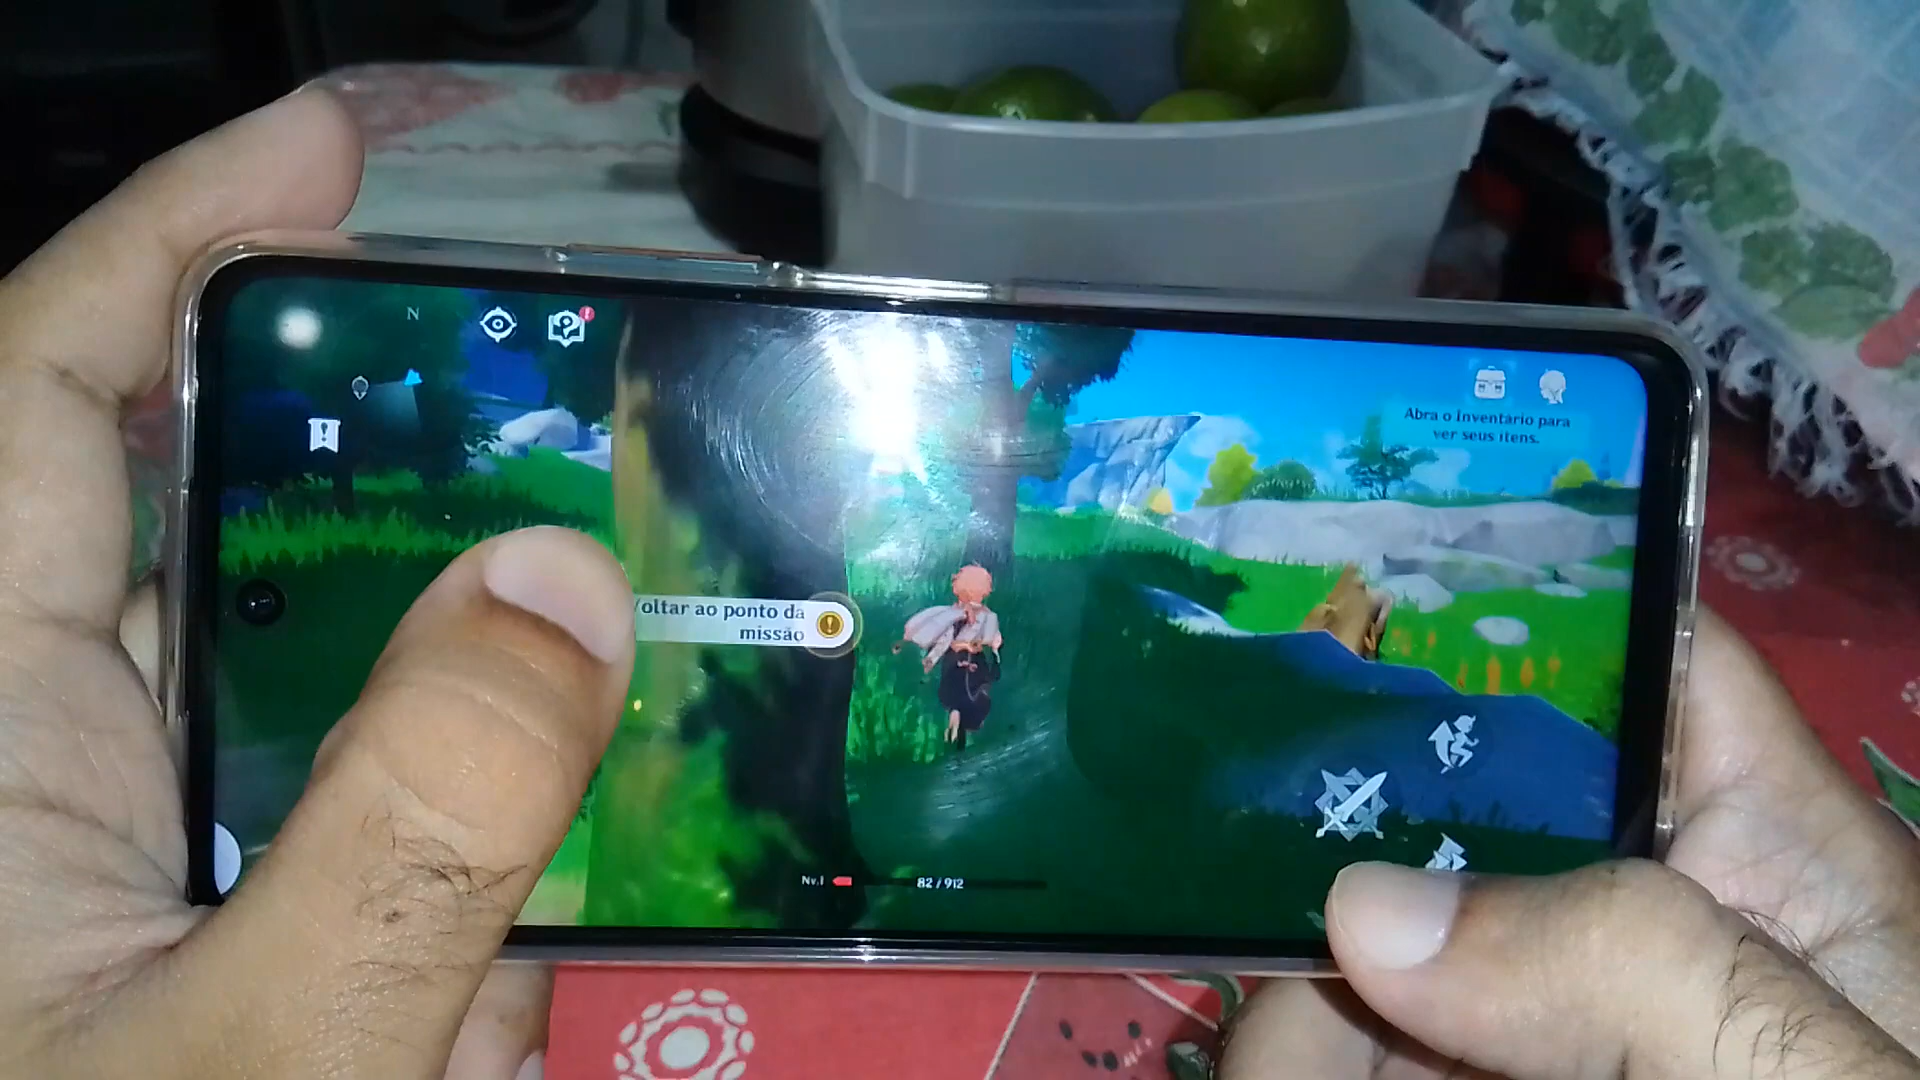 N
Abra o Inventário para
ver seus itens.
oltar ao ponto da
missão
Nv.1
82 / 912